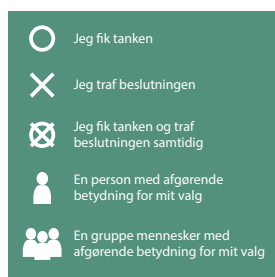 Jeg fik tanken
Jeg traf beslutningen
Jeg fik tanken og traf
beslutningen samtidig
En person med afgørende
betydning for mit valg
En gruppe mennesker med
afgørende betydning for mit valg